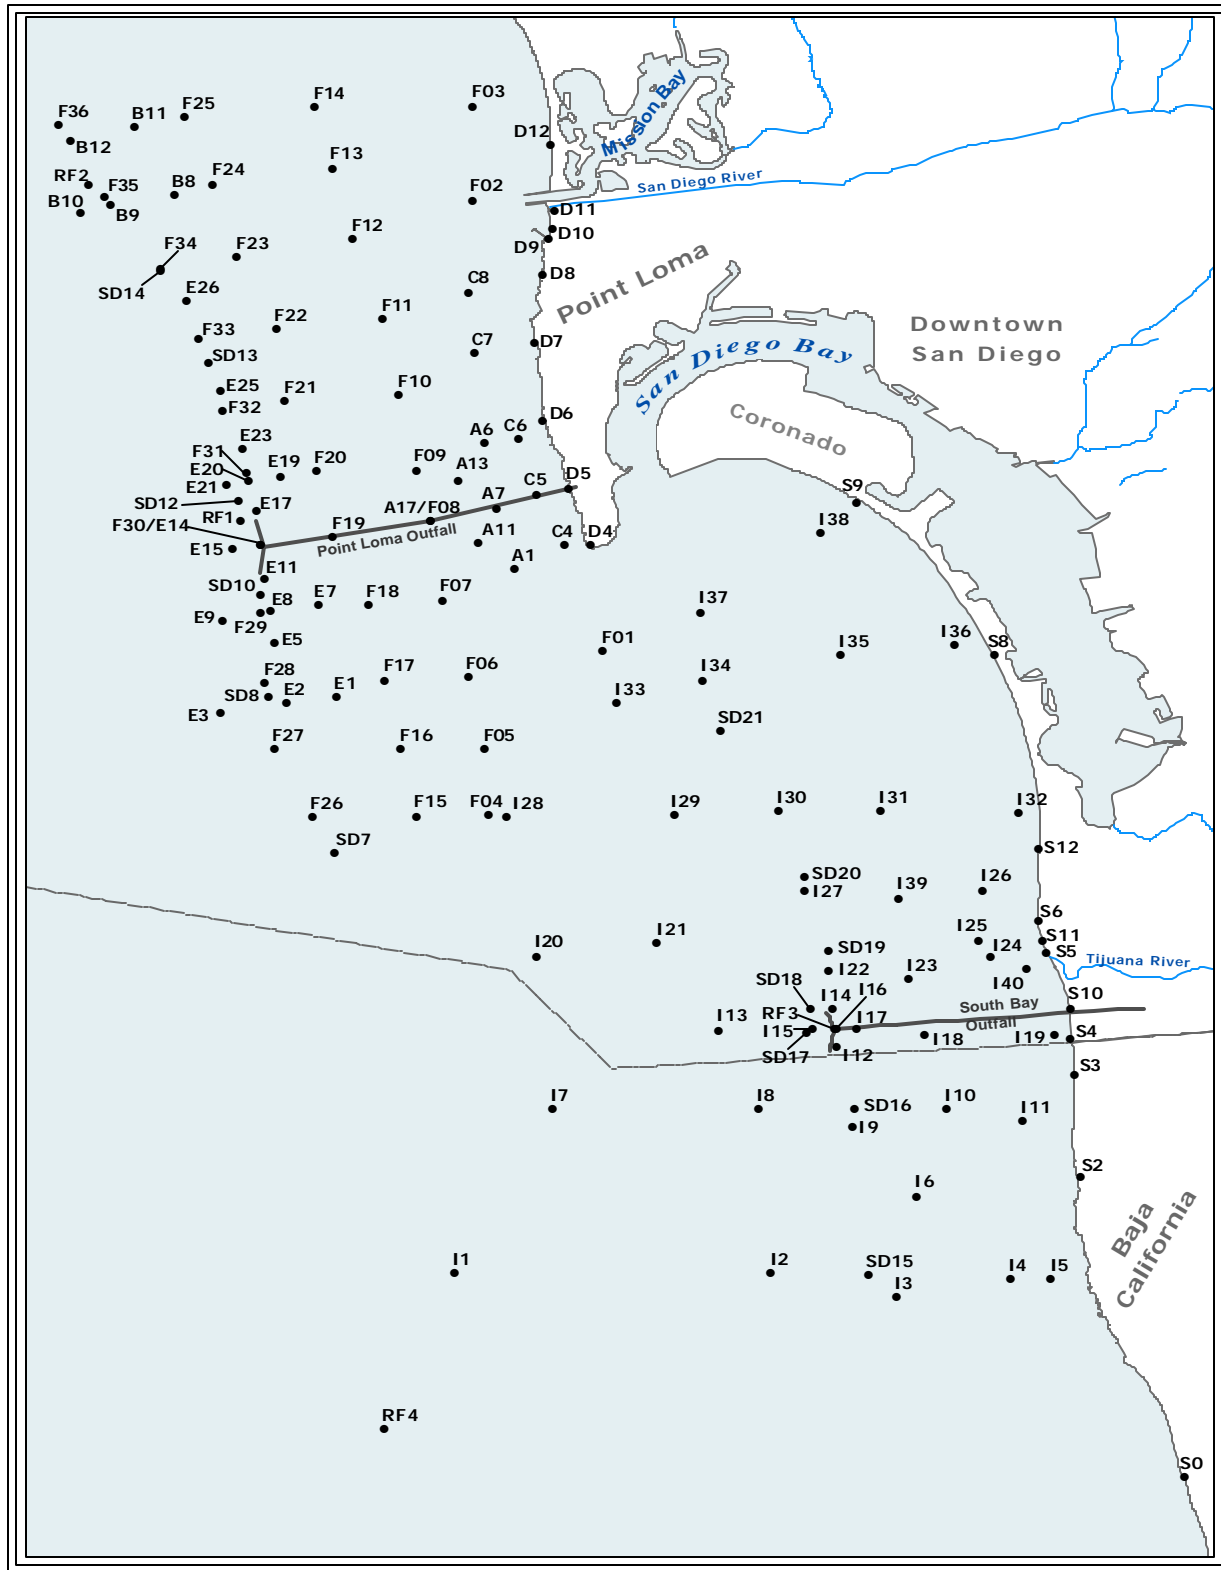 F14
F03
F25
F36
B11
B12
D12
Mission Bay
F13
RF2
F35
B8
F24
San Diego River
F02
B10
B9
D11
F12
D10
F34
F23
D9
Point Loma
D8
C8
SD14
E26
F11
F22
F33
Downtown
San Diego
SD13
C7
D7
San Diego Bay
E25
F21
F10
F32
Coronado
D6
A6
C6
E23
F31
E20
E19
F20
F09
A13
D5
E21
C5
S9
SD12
E17
A7
RF1
A17/F08
I38
F30/E14
F19
Point Loma Outfall
A11
C4
D4
E15
A1
E11
SD10
E8
E7
F18
F07
I37
E9
F29
E5
F01
I35
I36
S8
F28
F17
F06
I34
SD8
E2
E1
I33
E3
SD21
F27
F16
F05
F26
F15
F04
I28
I29
I30
I31
I32
SD7
S12
SD20
I27
I39
I26
S6
I25
I20
I21
S11
SD19
I24
S5
Tijuana River
I22
I23
I40
SD18
I14
I16
South Bay
Outfall
S10
RF3
I13
I15
I17
I18
I19
S4
SD17
I12
S3
I7
I8
SD16
I10
I11
I9
S2
I6
Baja
California
I1
I2
SD15
I4
I5
I3
RF4
S0